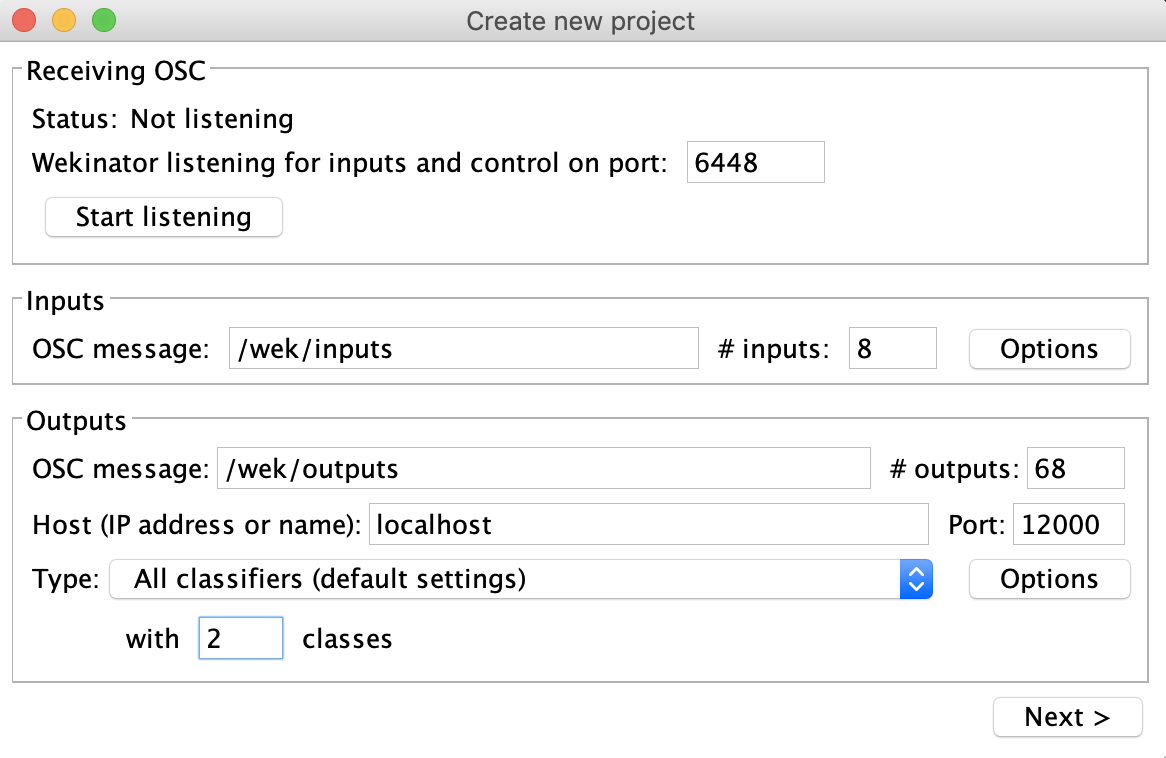 Create new project
Receiving OSC
Status: Not listening
Wekinator listening for inputs and control on port: 6448
Start listening
Inputs
OSC message: /wek/inputs # inputs: 8 Options
Outputs
OSC message: /wek/outputs # outputs: 68
Host (IP address or name): localhost Port: 12000
Type: All classifiers (default settings) Options
with 2 classes
Next >